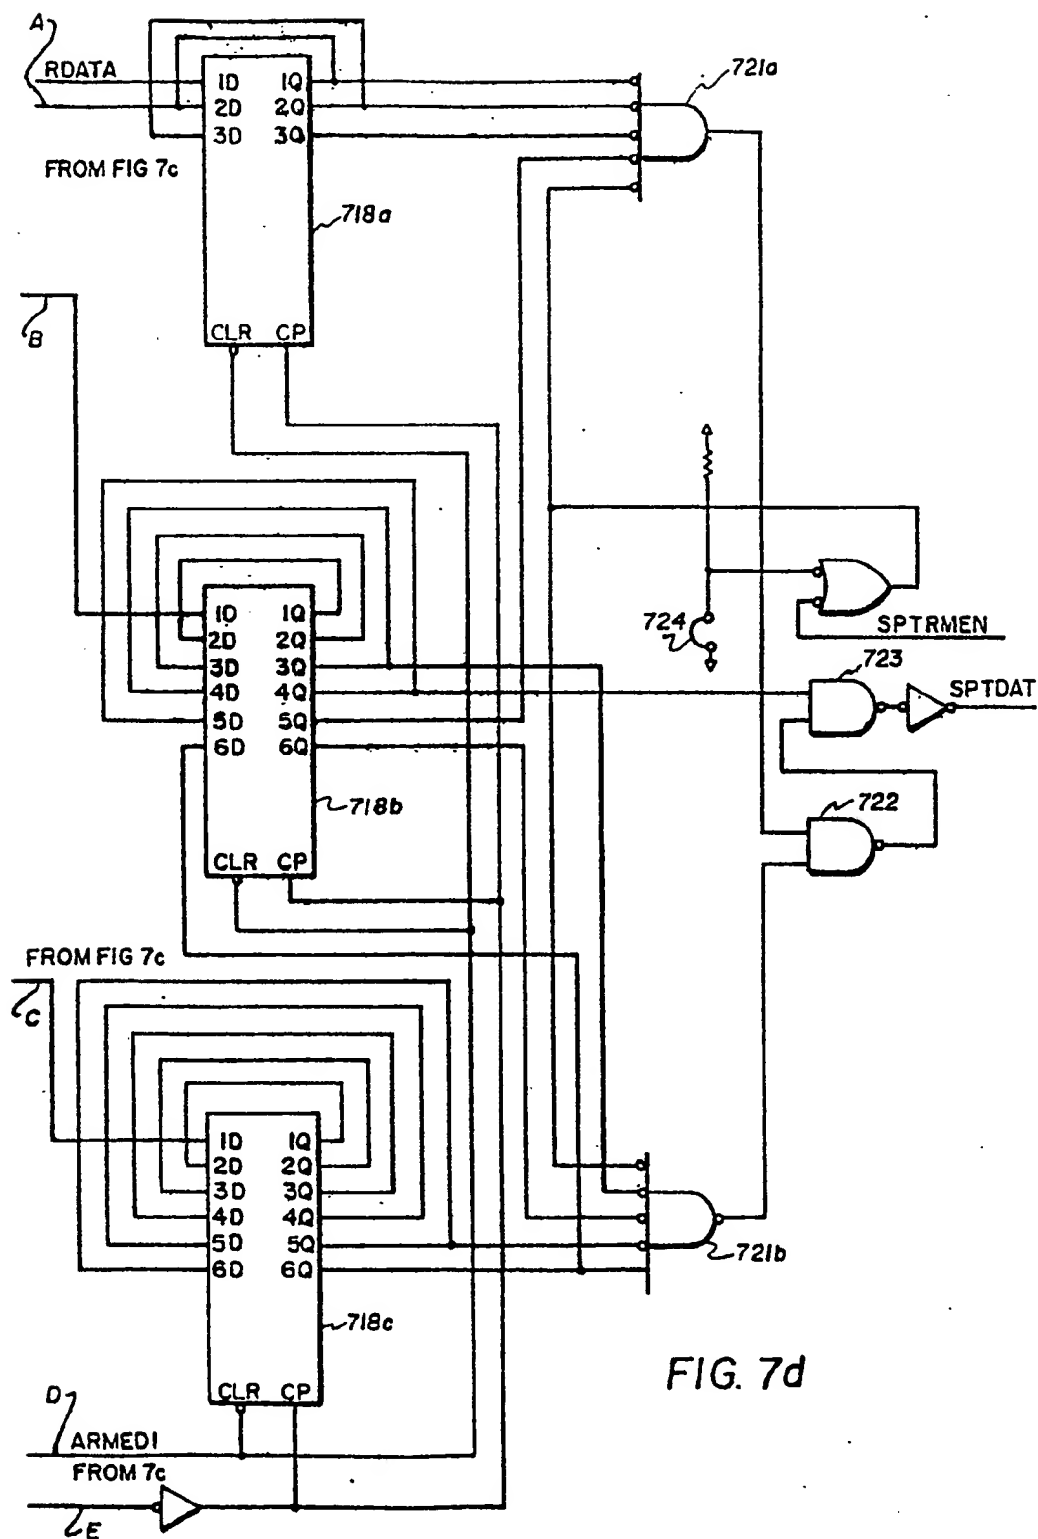 A
RDATA
1D 1Q
2D 2Q
3D 3Q
FROM FIG 7c
718a
CLR CP
721a
B
1D 1Q
2D 2Q
3D 3Q
4D 4Q
5D 5Q
6D 6Q
718b
CLR CP
724
SPTRMEN
723
SPTDAT
722
FROM FIG 7c
C
1D 1Q
2D 2Q
3D 3Q
4D 4Q
5D 5Q
6D 6Q
718c
CLR CP
721b
FIG. 7d
D
ARMED1
FROM 7c
E